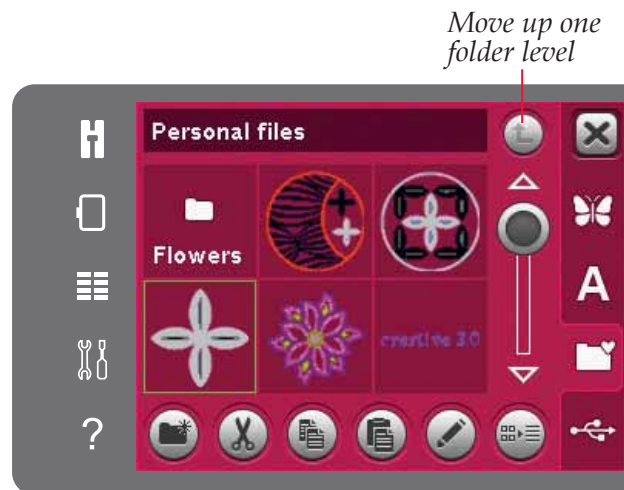 Move up one
folder level
Personal files
Flowers
creative 3.0
A
?